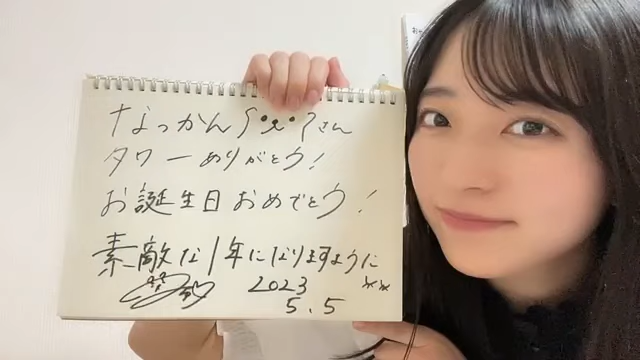 なっかんʕ•ᴥ•ʔさん
タワーありがとう!
お誕生日おめでとう!
素敵な1年になりますように
2023
5.5